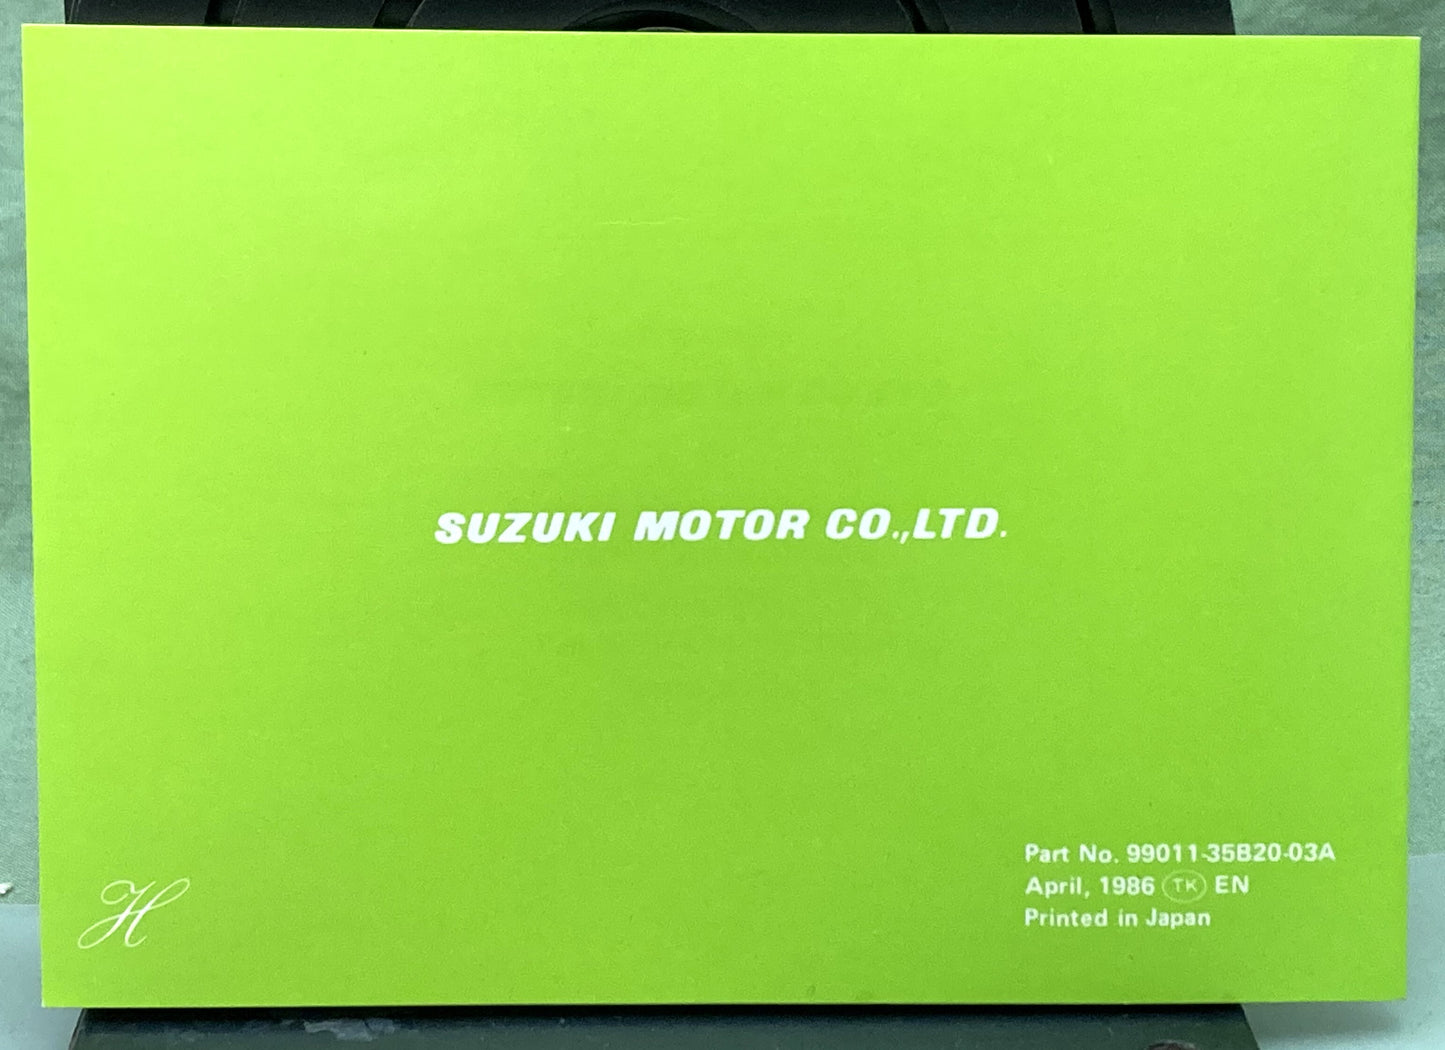 SUZUKI MOTOR CO.,LTD.
Part No. 99011-35B20-03A
April, 1986 TK EN
Printed in Japan
H